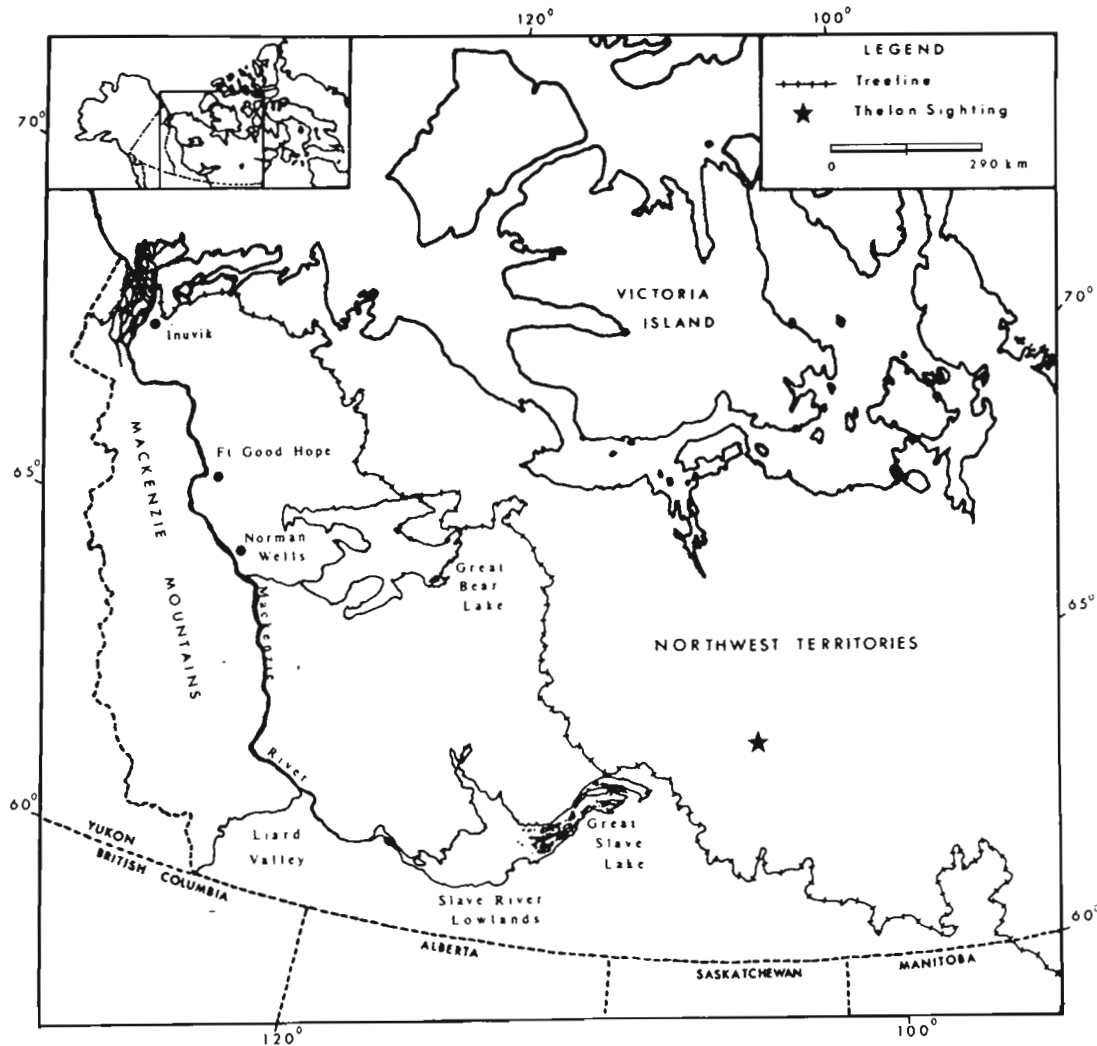 120°
100°
LEGEND
Treeline
Thelon Sighting
0
290 km
70°
70°
VICTORIA
ISLAND
Inuvik
MACKENZIE
MOUNTAINS
Ft Good Hope
65°
Norman
Wells
Great
Bear
Lake
Mackenzie
River
65°
NORTHWEST TERRITORIES
60°
YUKON
BRITISH COLUMBIA
Liard
Valley
Great
Slave
Lake
Slave River
Lowlands
ALBERTA
SASKATCHEWAN
MANITOBA
60°
120°
100°